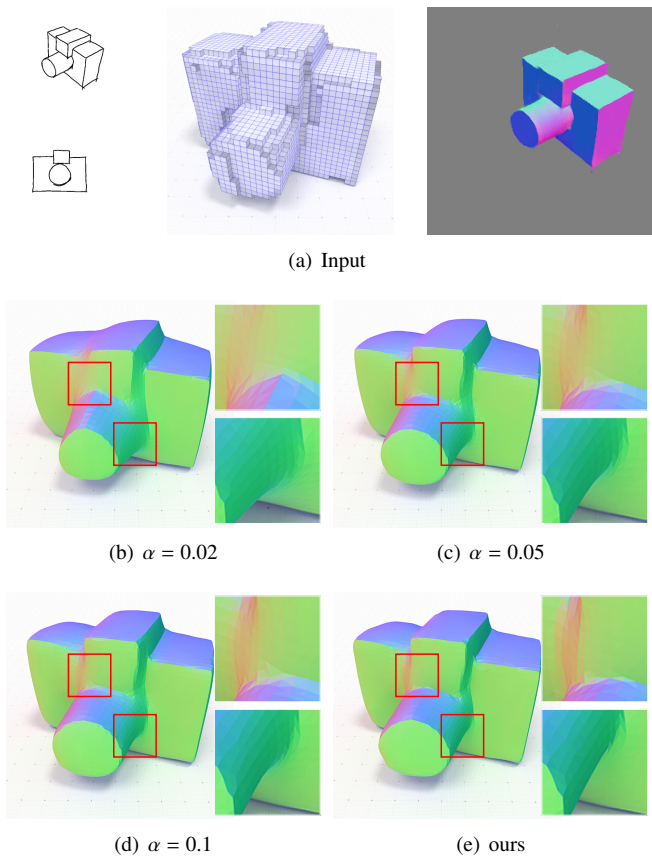 (a) Input
(b) α = 0.02
(c) α = 0.05
(d) α = 0.1
(e) ours